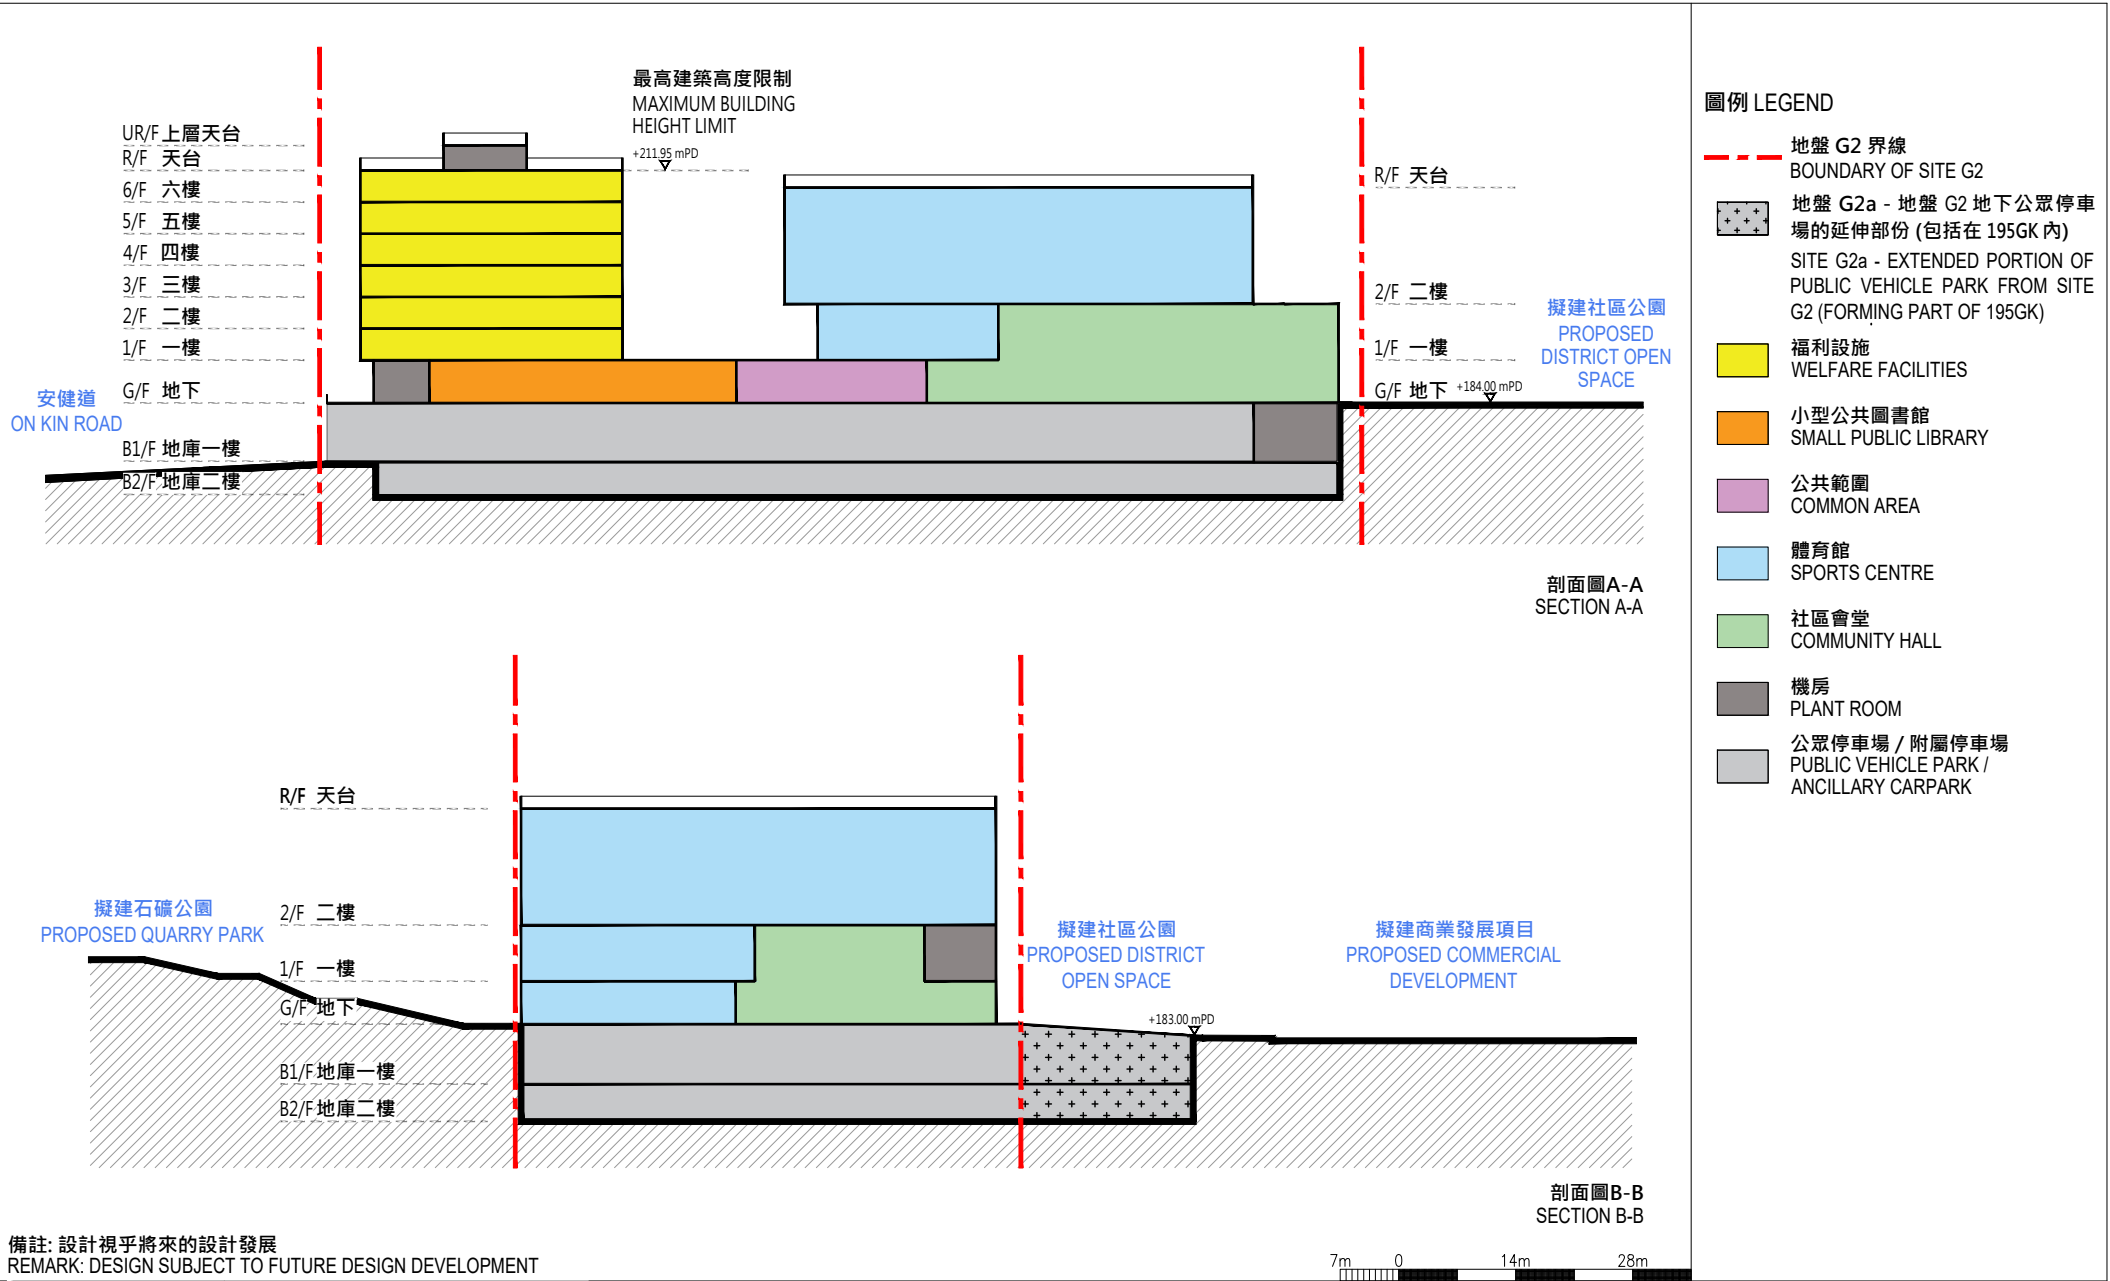 最高建築高度限制
MAXIMUM BUILDING
HEIGHT LIMIT
+211.95 mPD
UR/F 上層天台
R/F 天台
6/F 六樓
5/F 五樓
4/F 四樓
3/F 三樓
2/F 二樓
1/F 一樓
G/F 地下
B1/F 地庫一樓
B2/F 地庫二樓
安健道
ON KIN ROAD
R/F 天台
2/F 二樓
1/F 一樓
G/F 地下
+184.00 mPD
擬建社區公園
PROPOSED
DISTRICT OPEN
SPACE
剖面圖A-A
SECTION A-A
R/F 天台
2/F 二樓
1/F 一樓
G/F 地下
B1/F 地庫一樓
B2/F 地庫二樓
擬建石礦公園
PROPOSED QUARRY PARK
擬建社區公園
PROPOSED DISTRICT
OPEN SPACE
+183.00 mPD
擬建商業發展項目
PROPOSED COMMERCIAL
DEVELOPMENT
剖面圖B-B
SECTION B-B
備註: 設計視乎將來的設計發展
REMARK: DESIGN SUBJECT TO FUTURE DESIGN DEVELOPMENT
7m 0 14m 28m
圖例 LEGEND
地盤 G2 界線
BOUNDARY OF SITE G2
地盤 G2a - 地盤 G2 地下公眾停車
場的延伸部份 (包括在 195GK 內)
SITE G2a - EXTENDED PORTION OF
PUBLIC VEHICLE PARK FROM SITE
G2 (FORMING PART OF 195GK)
福利設施
WELFARE FACILITIES
小型公共圖書館
SMALL PUBLIC LIBRARY
公共範圍
COMMON AREA
體育館
SPORTS CENTRE
社區會堂
COMMUNITY HALL
機房
PLANT ROOM
公眾停車場 / 附屬停車場
PUBLIC VEHICLE PARK /
ANCILLARY CARPARK